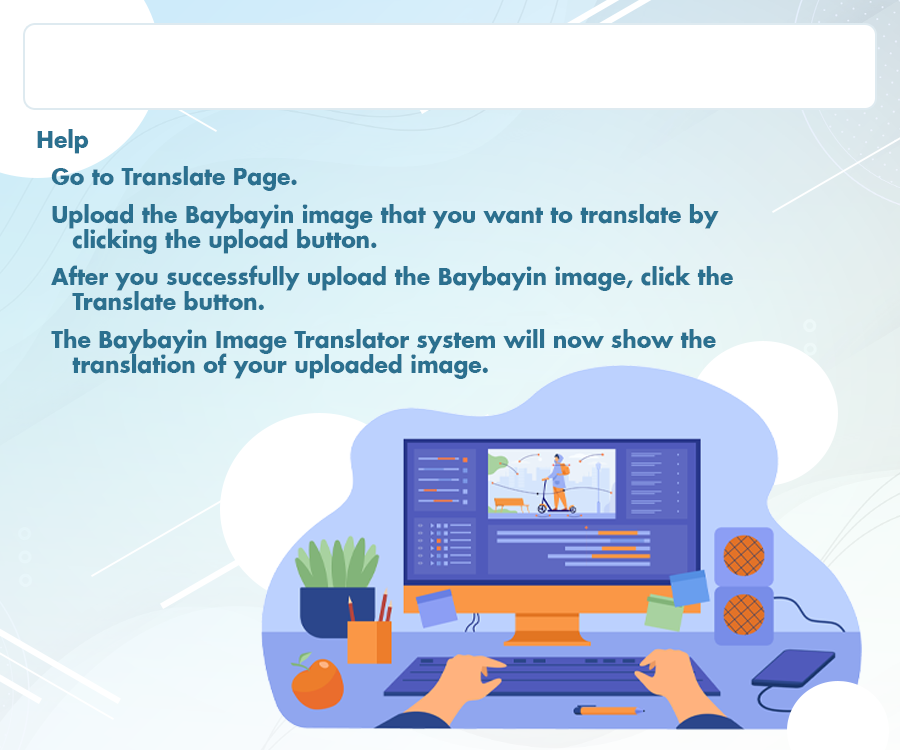 Help
Go to Translate Page.
Upload the Baybayin image that you want to translate by
clicking the upload button.
After you successfully upload the Baybayin image, click the
Translate button.
The Baybayin Image Translator system will now show the
translation of your uploaded image.